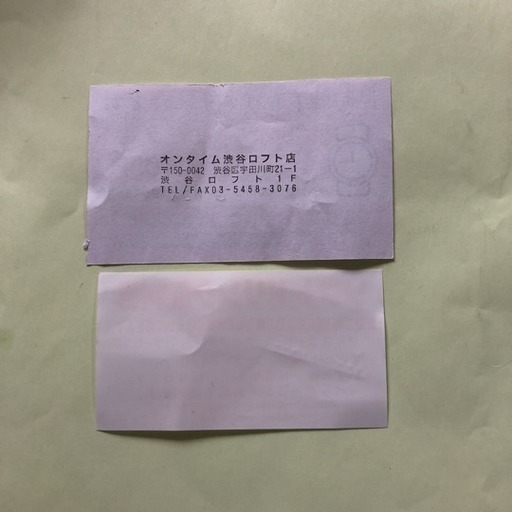 オンタイム渋谷ロフト店
〒150-0042 渋谷区宇田川町21ー1
渋谷ロフト1F
TEL/FAX03-5458-3076